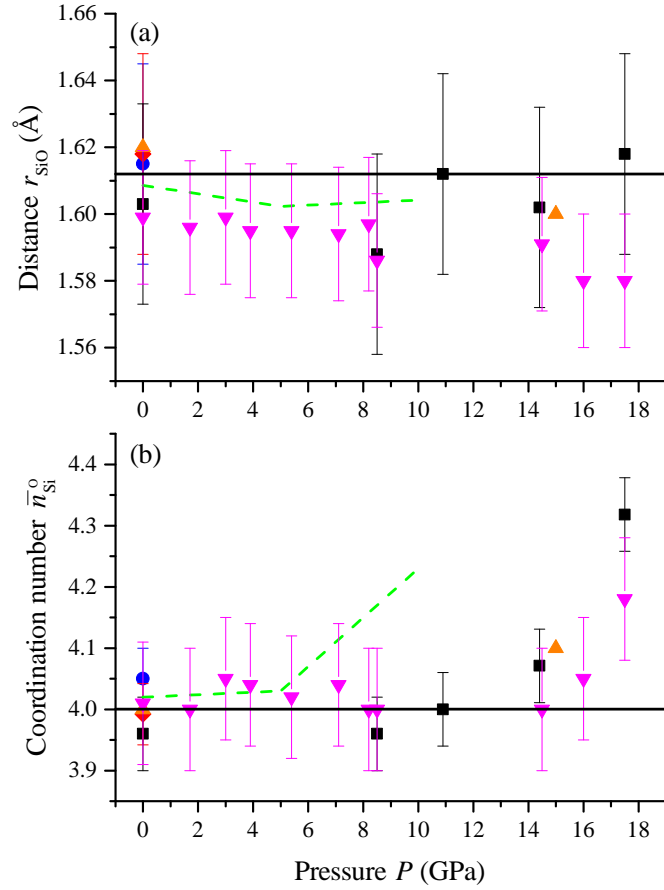 (a)
1.66
1.64
1.62
1.60
1.58
1.56
Distance r_SiO (Å)
0 2 4 6 8 10 12 14 16 18
(b)
4.4
4.3
4.2
4.1
4.0
3.9
Coordination number n̄_Si^O
0 2 4 6 8 10 12 14 16 18
Pressure P (GPa)